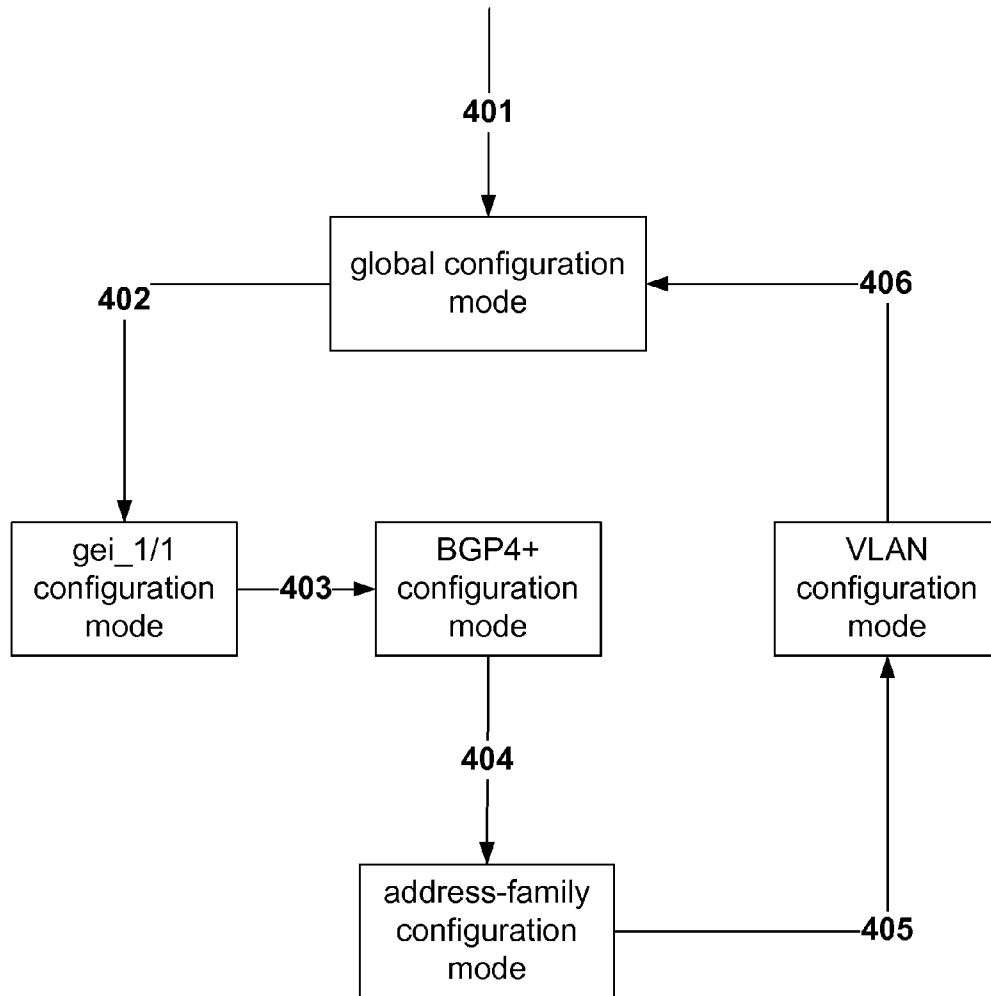 401
global configuration
mode
402
406
gei_1/1
configuration
mode
403
BGP4+
configuration
mode
VLAN
configuration
mode
404
address-family
configuration
mode
405